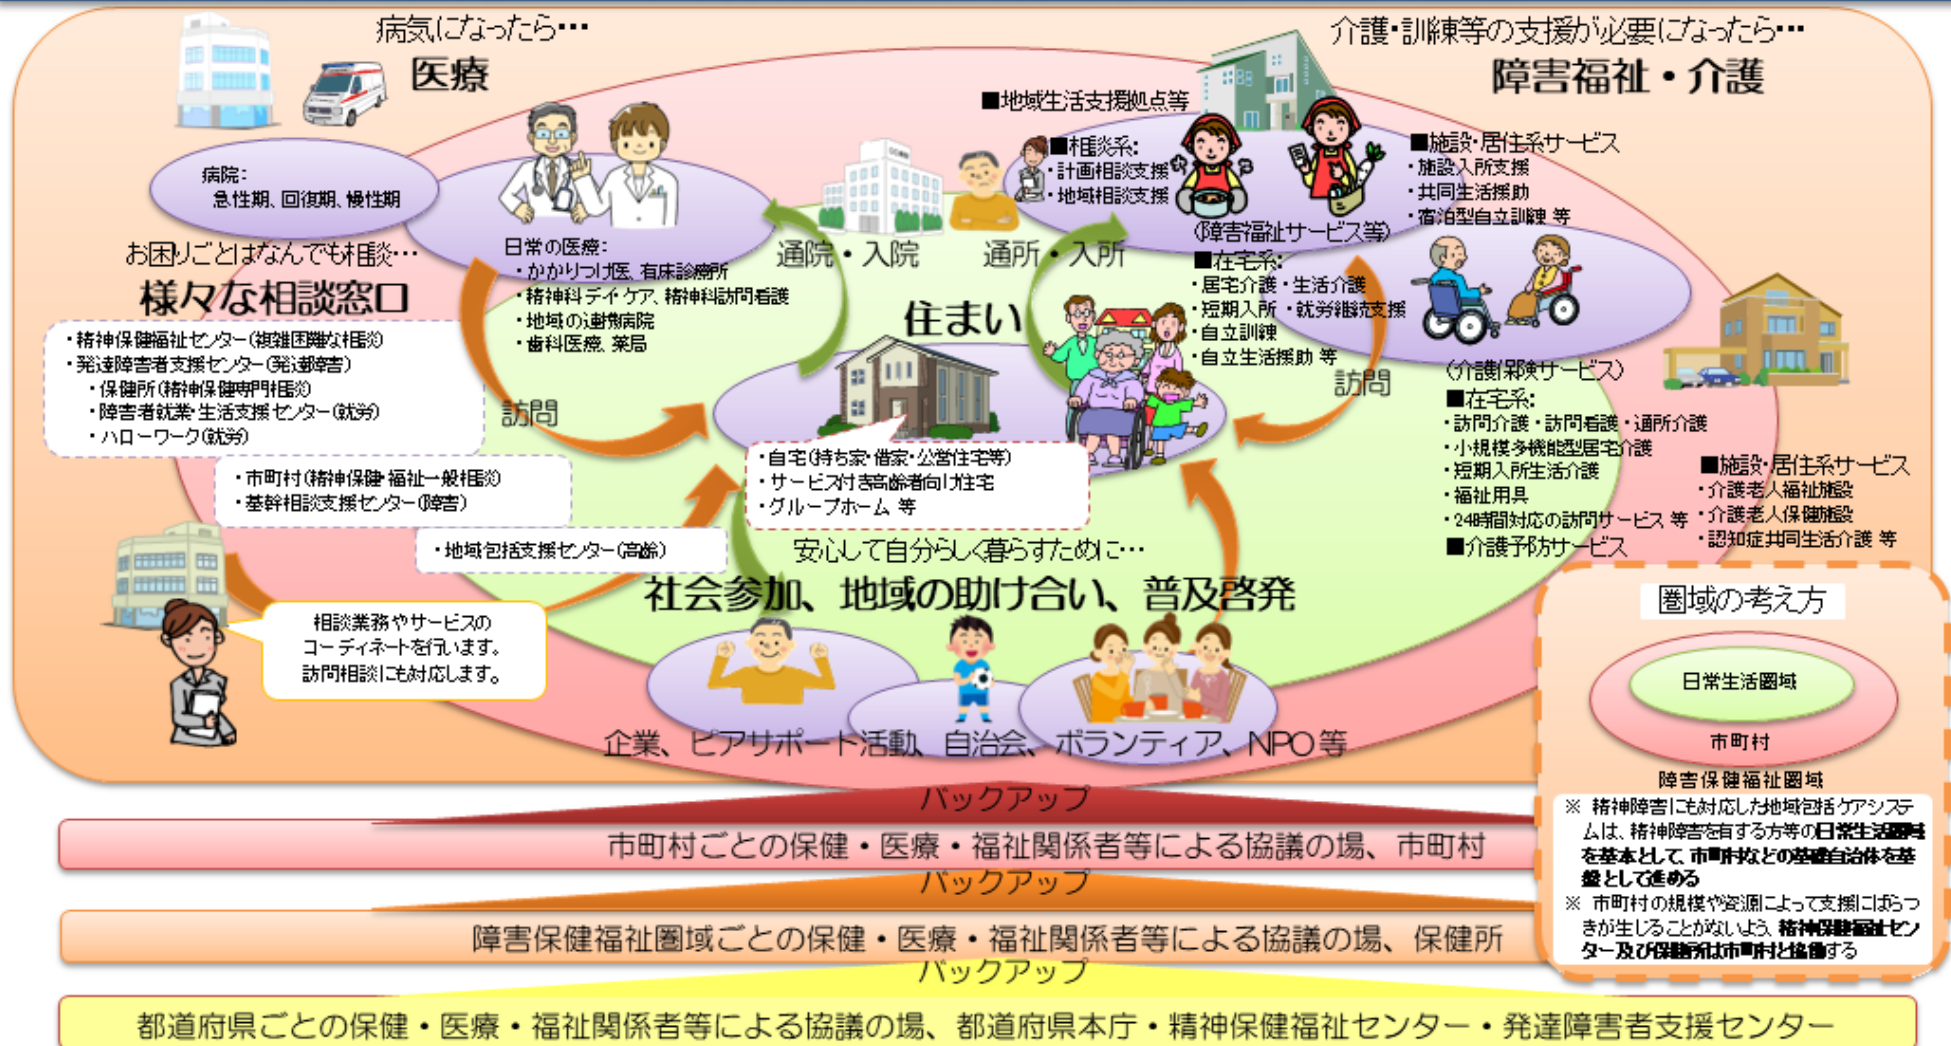 病気になったら…
医療
病院:
急性期、回復期、慢性期
日常の医療:
・かかりつけ医、有床診療所
・精神科デイケア、精神科訪問看護
・地域の連携病院
・歯科医療、薬局
通院・入院
通所・入所
介護・訓練等の支援が必要になったら…
障害福祉・介護
■地域生活支援拠点等
■相談系:
・計画相談支援
・地域相談支援
■施設・居住系サービス
・施設入所支援
・共同生活援助
・宿泊型自立訓練 等
(障害福祉サービス等)
■在宅系:
・居宅介護・生活介護
・短期入所・就労継続支援
・自立訓練
・自立生活援助 等
訪問
(介護保険サービス)
■在宅系:
・訪問介護・訪問看護・通所介護
・小規模多機能型居宅介護
・短期入所生活介護
・福祉用具
・24時間対応の訪問サービス 等
■介護予防サービス
■施設・居住系サービス
・介護老人福祉施設
・介護老人保健施設
・認知症共同生活介護 等
お困りごとはなんでも相談…
様々な相談窓口
・精神保健福祉センター(複雑困難な相談)
・発達障害者支援センター(発達障害)
・保健所(精神保健専門相談)
・障害者就業・生活支援センター(就労)
・ハローワーク(就労)
・市町村(精神保健・福祉一般相談)
・基幹相談支援センター(障害)
・地域包括支援センター(高齢)
訪問
相談業務やサービスの
コーディネートを行います。
訪問相談にも対応します。
住まい
・自宅(持ち家・借家・公営住宅等)
・サービス付き高齢者向け住宅
・グループホーム 等
安心して自分らしく暮らすために…
社会参加、地域の助け合い、普及啓発
企業、ピアサポート活動、自治会、ボランティア、NPO等
圏域の考え方
日常生活圏域
市町村
障害保健福祉圏域
※ 精神障害にも対応した地域包括ケアシステ
ムは、精神障害を有する方等の日常生活圏域
を基本として、市町村などの基礎自治体を基
盤として進める
※ 市町村の規模や資源によって支援にばらつ
きが生じることがないよう、精神保健福祉セン
ター及び保健所は市町村と協働する
バックアップ
市町村ごとの保健・医療・福祉関係者等による協議の場、市町村
バックアップ
障害保健福祉圏域ごとの保健・医療・福祉関係者等による協議の場、保健所
バックアップ
都道府県ごとの保健・医療・福祉関係者等による協議の場、都道府県本庁・精神保健福祉センター・発達障害者支援センター